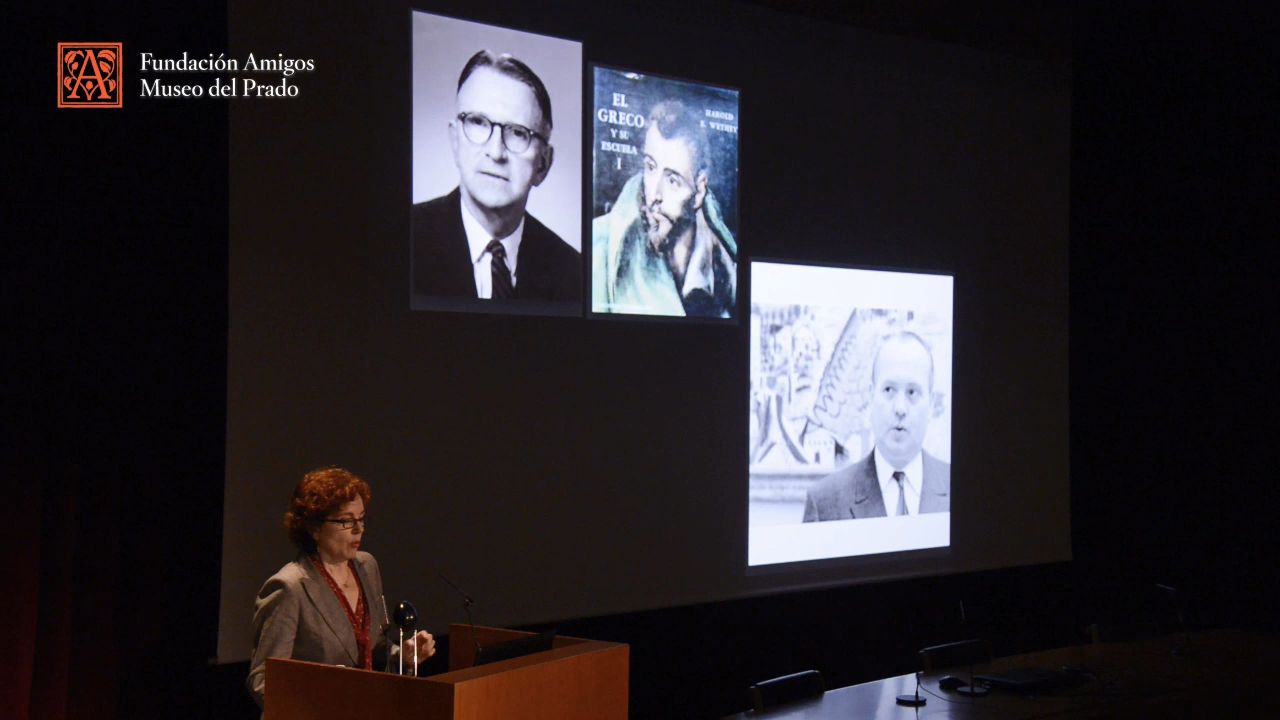 Fundación Amigos
Museo del Prado
EL
GRECO
Y SU
ESCUELA
I
HAROLD
E. WETHEY